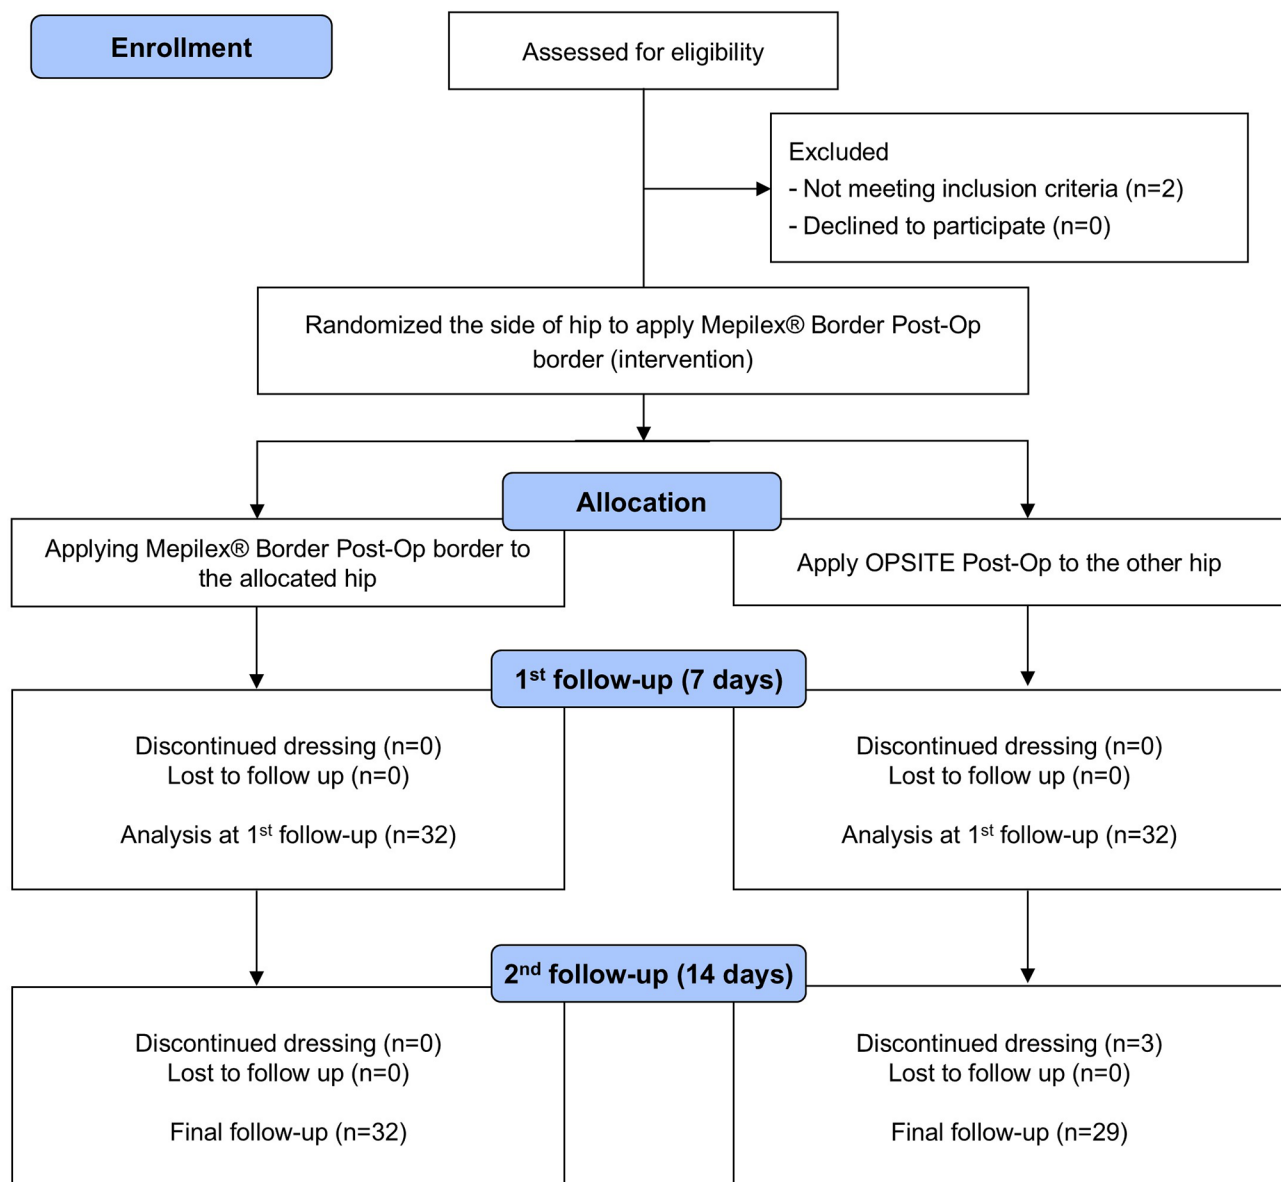 Enrollment
Assessed for eligibility
Excluded
- Not meeting inclusion criteria (n=2)
- Declined to participate (n=0)
Randomized the side of hip to apply Mepilex® Border Post-Op
border (intervention)
Allocation
Applying Mepilex® Border Post-Op border to
the allocated hip
Apply OPSITE Post-Op to the other hip
1st follow-up (7 days)
Discontinued dressing (n=0)
Lost to follow up (n=0)
Analysis at 1st follow-up (n=32)
Discontinued dressing (n=0)
Lost to follow up (n=0)
Analysis at 1st follow-up (n=32)
2nd follow-up (14 days)
Discontinued dressing (n=0)
Lost to follow up (n=0)
Final follow-up (n=32)
Discontinued dressing (n=3)
Lost to follow up (n=0)
Final follow-up (n=29)